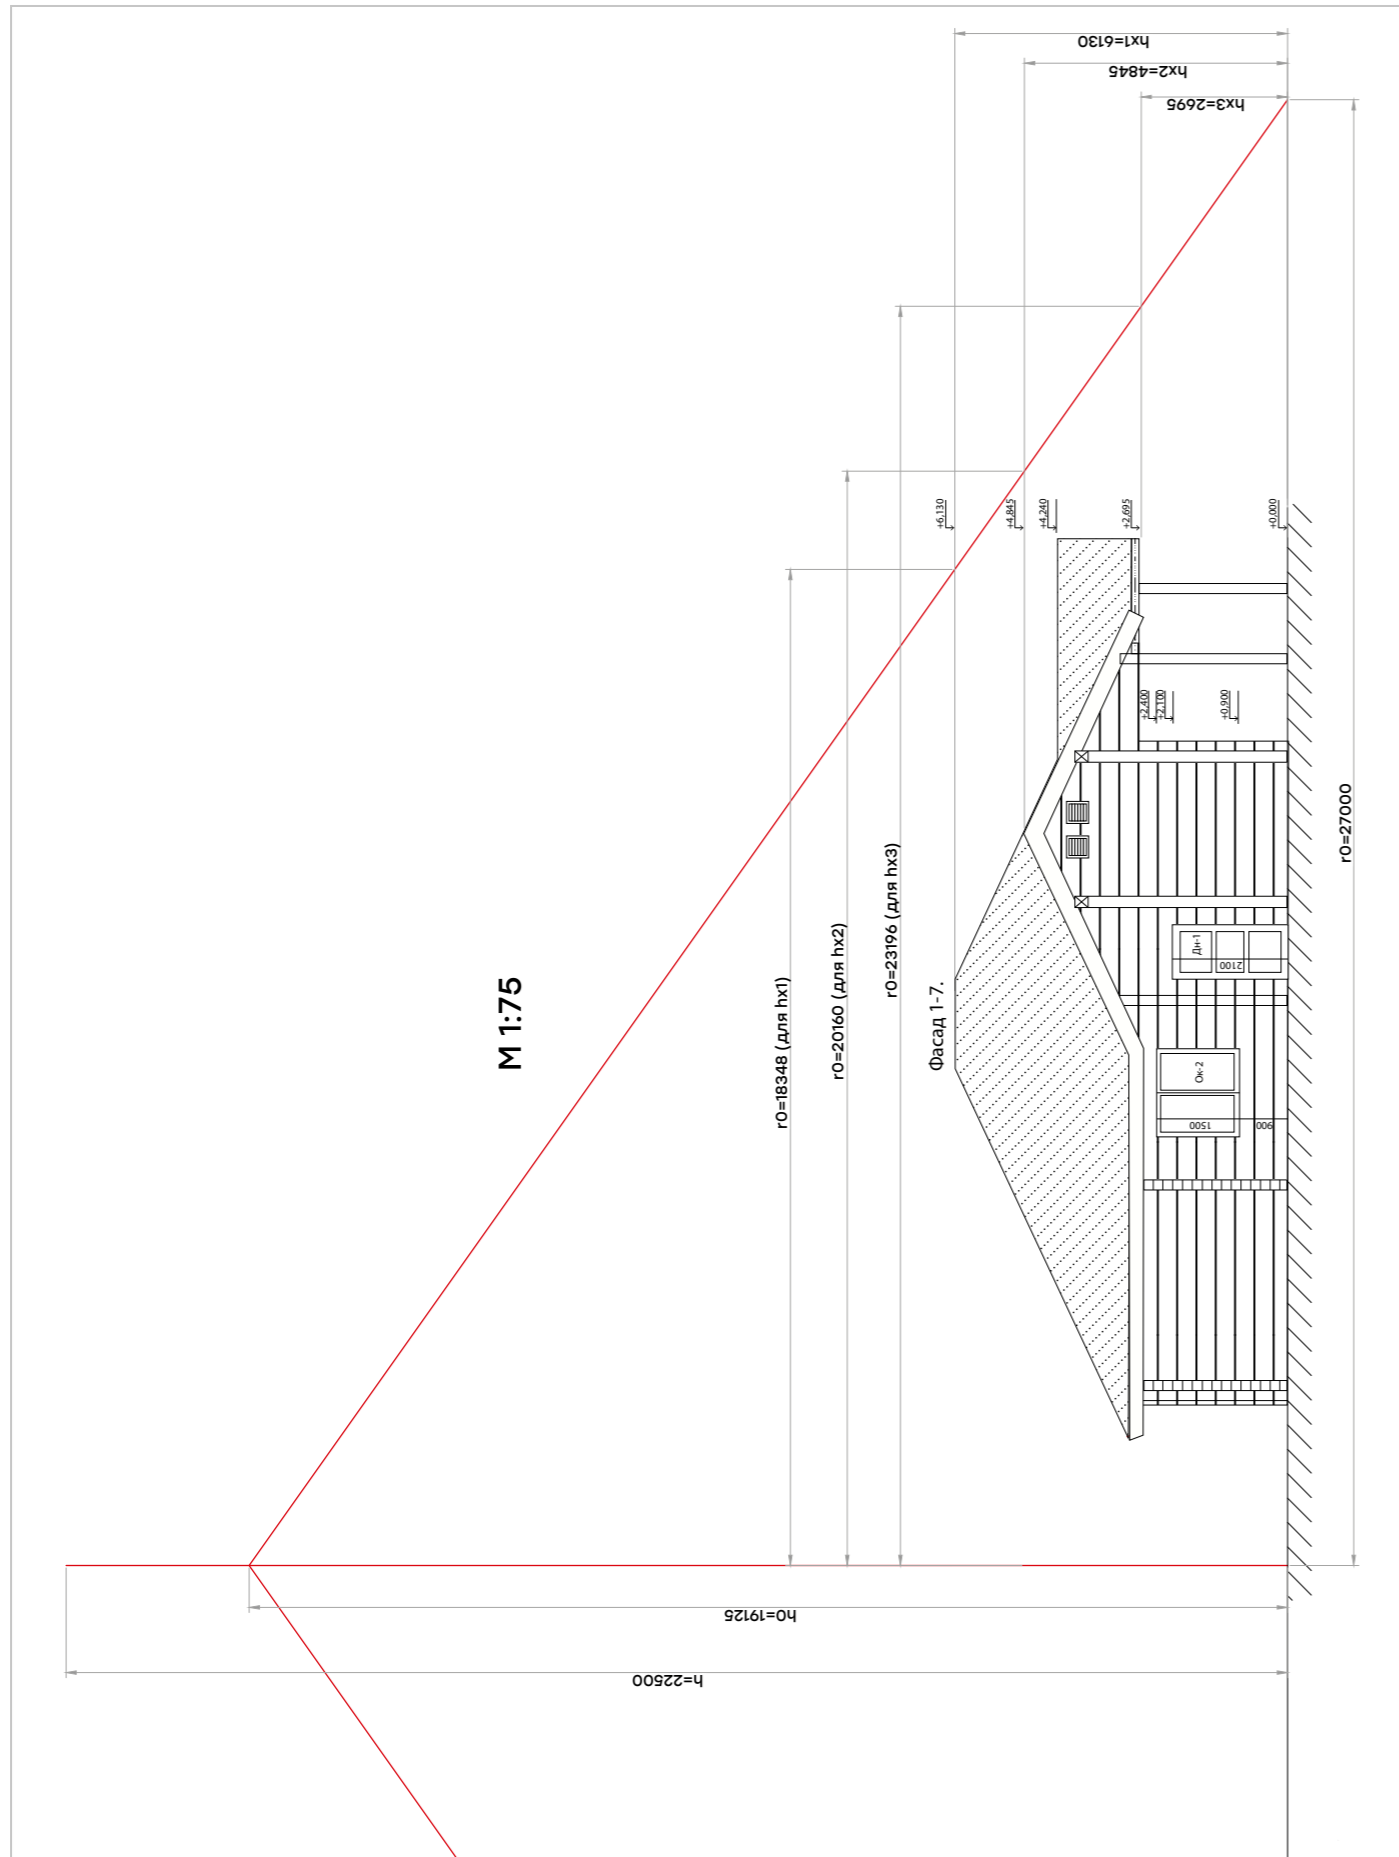 hx1=6130
hx2=4845
hx3=2695
+6,130
+4,845
+4,240
+2,695
+0,000
+2,400
+2,100
+0,900
r0=27000
r0=23196 (для hx3)
r0=20160 (для hx2)
r0=18348 (для hx1)
М 1:75
Фасад 1-7.
Дн-1
2100
Ок-2
1500
900
h0=19125
h=22500